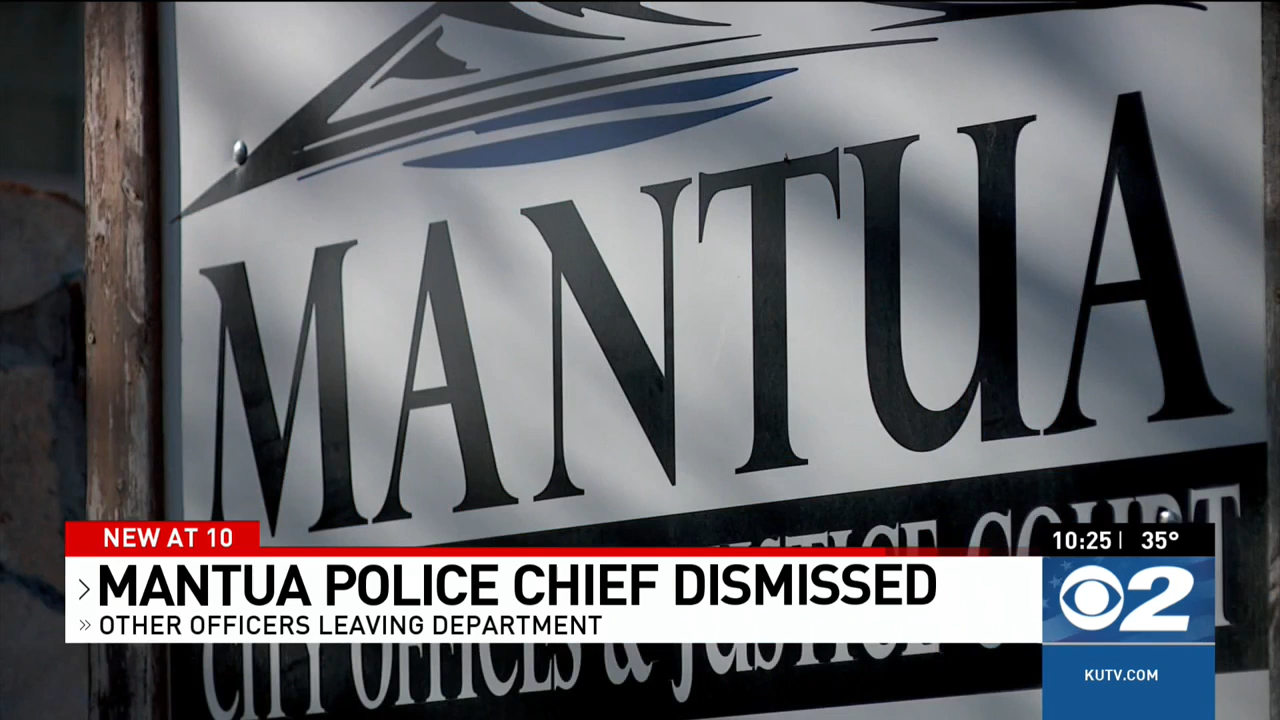 MANTUA
CITY OFFICES & JUSTICE COURT
NEW AT 10
MANTUA POLICE CHIEF DISMISSED
OTHER OFFICERS LEAVING DEPARTMENT
10:25 35°
2
KUTV.COM